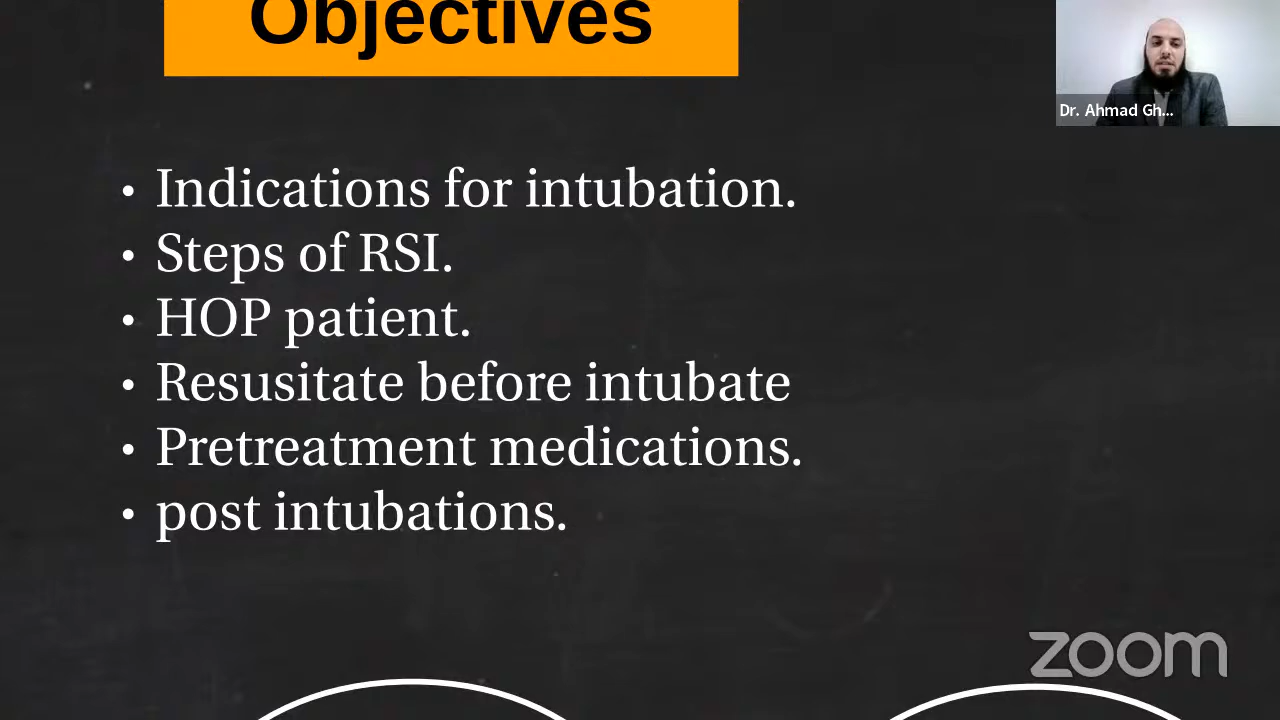 Objectives
Dr. Ahmad Gh...
• Indications for intubation.
• Steps of RSI.
• HOP patient.
• Resusitate before intubate
• Pretreatment medications.
• post intubations.
zoom